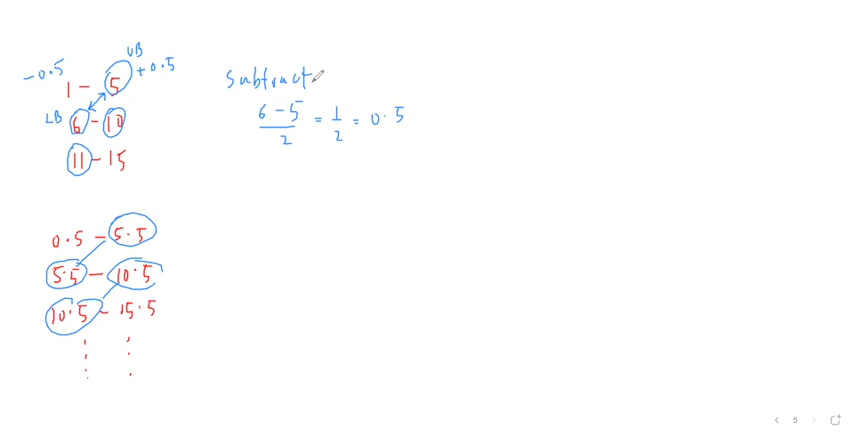 UB
-0.5
+0.5
1 - 5
LB
6 - 10
11 - 15
Subtract
6 - 5
2
= 1
2
= 0.5
0.5 - 5.5
5.5 - 10.5
10.5 - 15.5
5